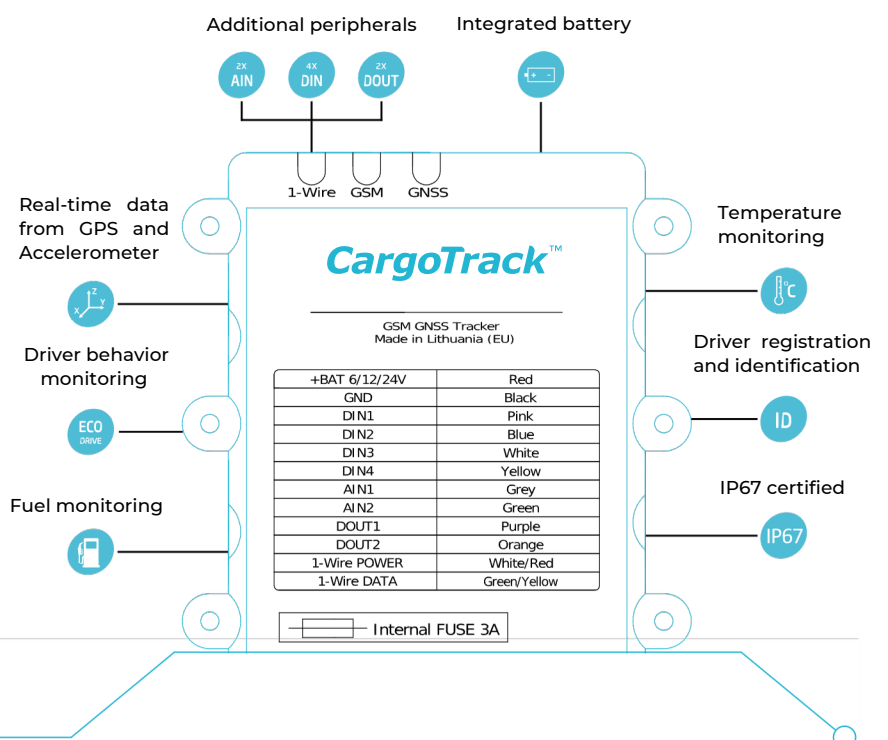 Additional peripherals
Integrated battery
2X
AIN
4X
DIN
2X
DOUT
+ -
1-Wire GSM GNSS
Real-time data
from GPS and
Accelerometer
Z
X Y
Driver behavior
monitoring
ECO
DRIVE
Fuel monitoring
CargoTrack™
GSM GNSS Tracker
Made in Lithuania (EU)
+BAT 6/12/24V Red
GND Black
DIN1 Pink
DIN2 Blue
DIN3 White
DIN4 Yellow
AIN1 Grey
AIN2 Green
DOUT1 Purple
DOUT2 Orange
1-Wire POWER White/Red
1-Wire DATA Green/Yellow
Internal FUSE 3A
Temperature
monitoring
°C
Driver registration
and identification
ID
IP67 certified
IP67